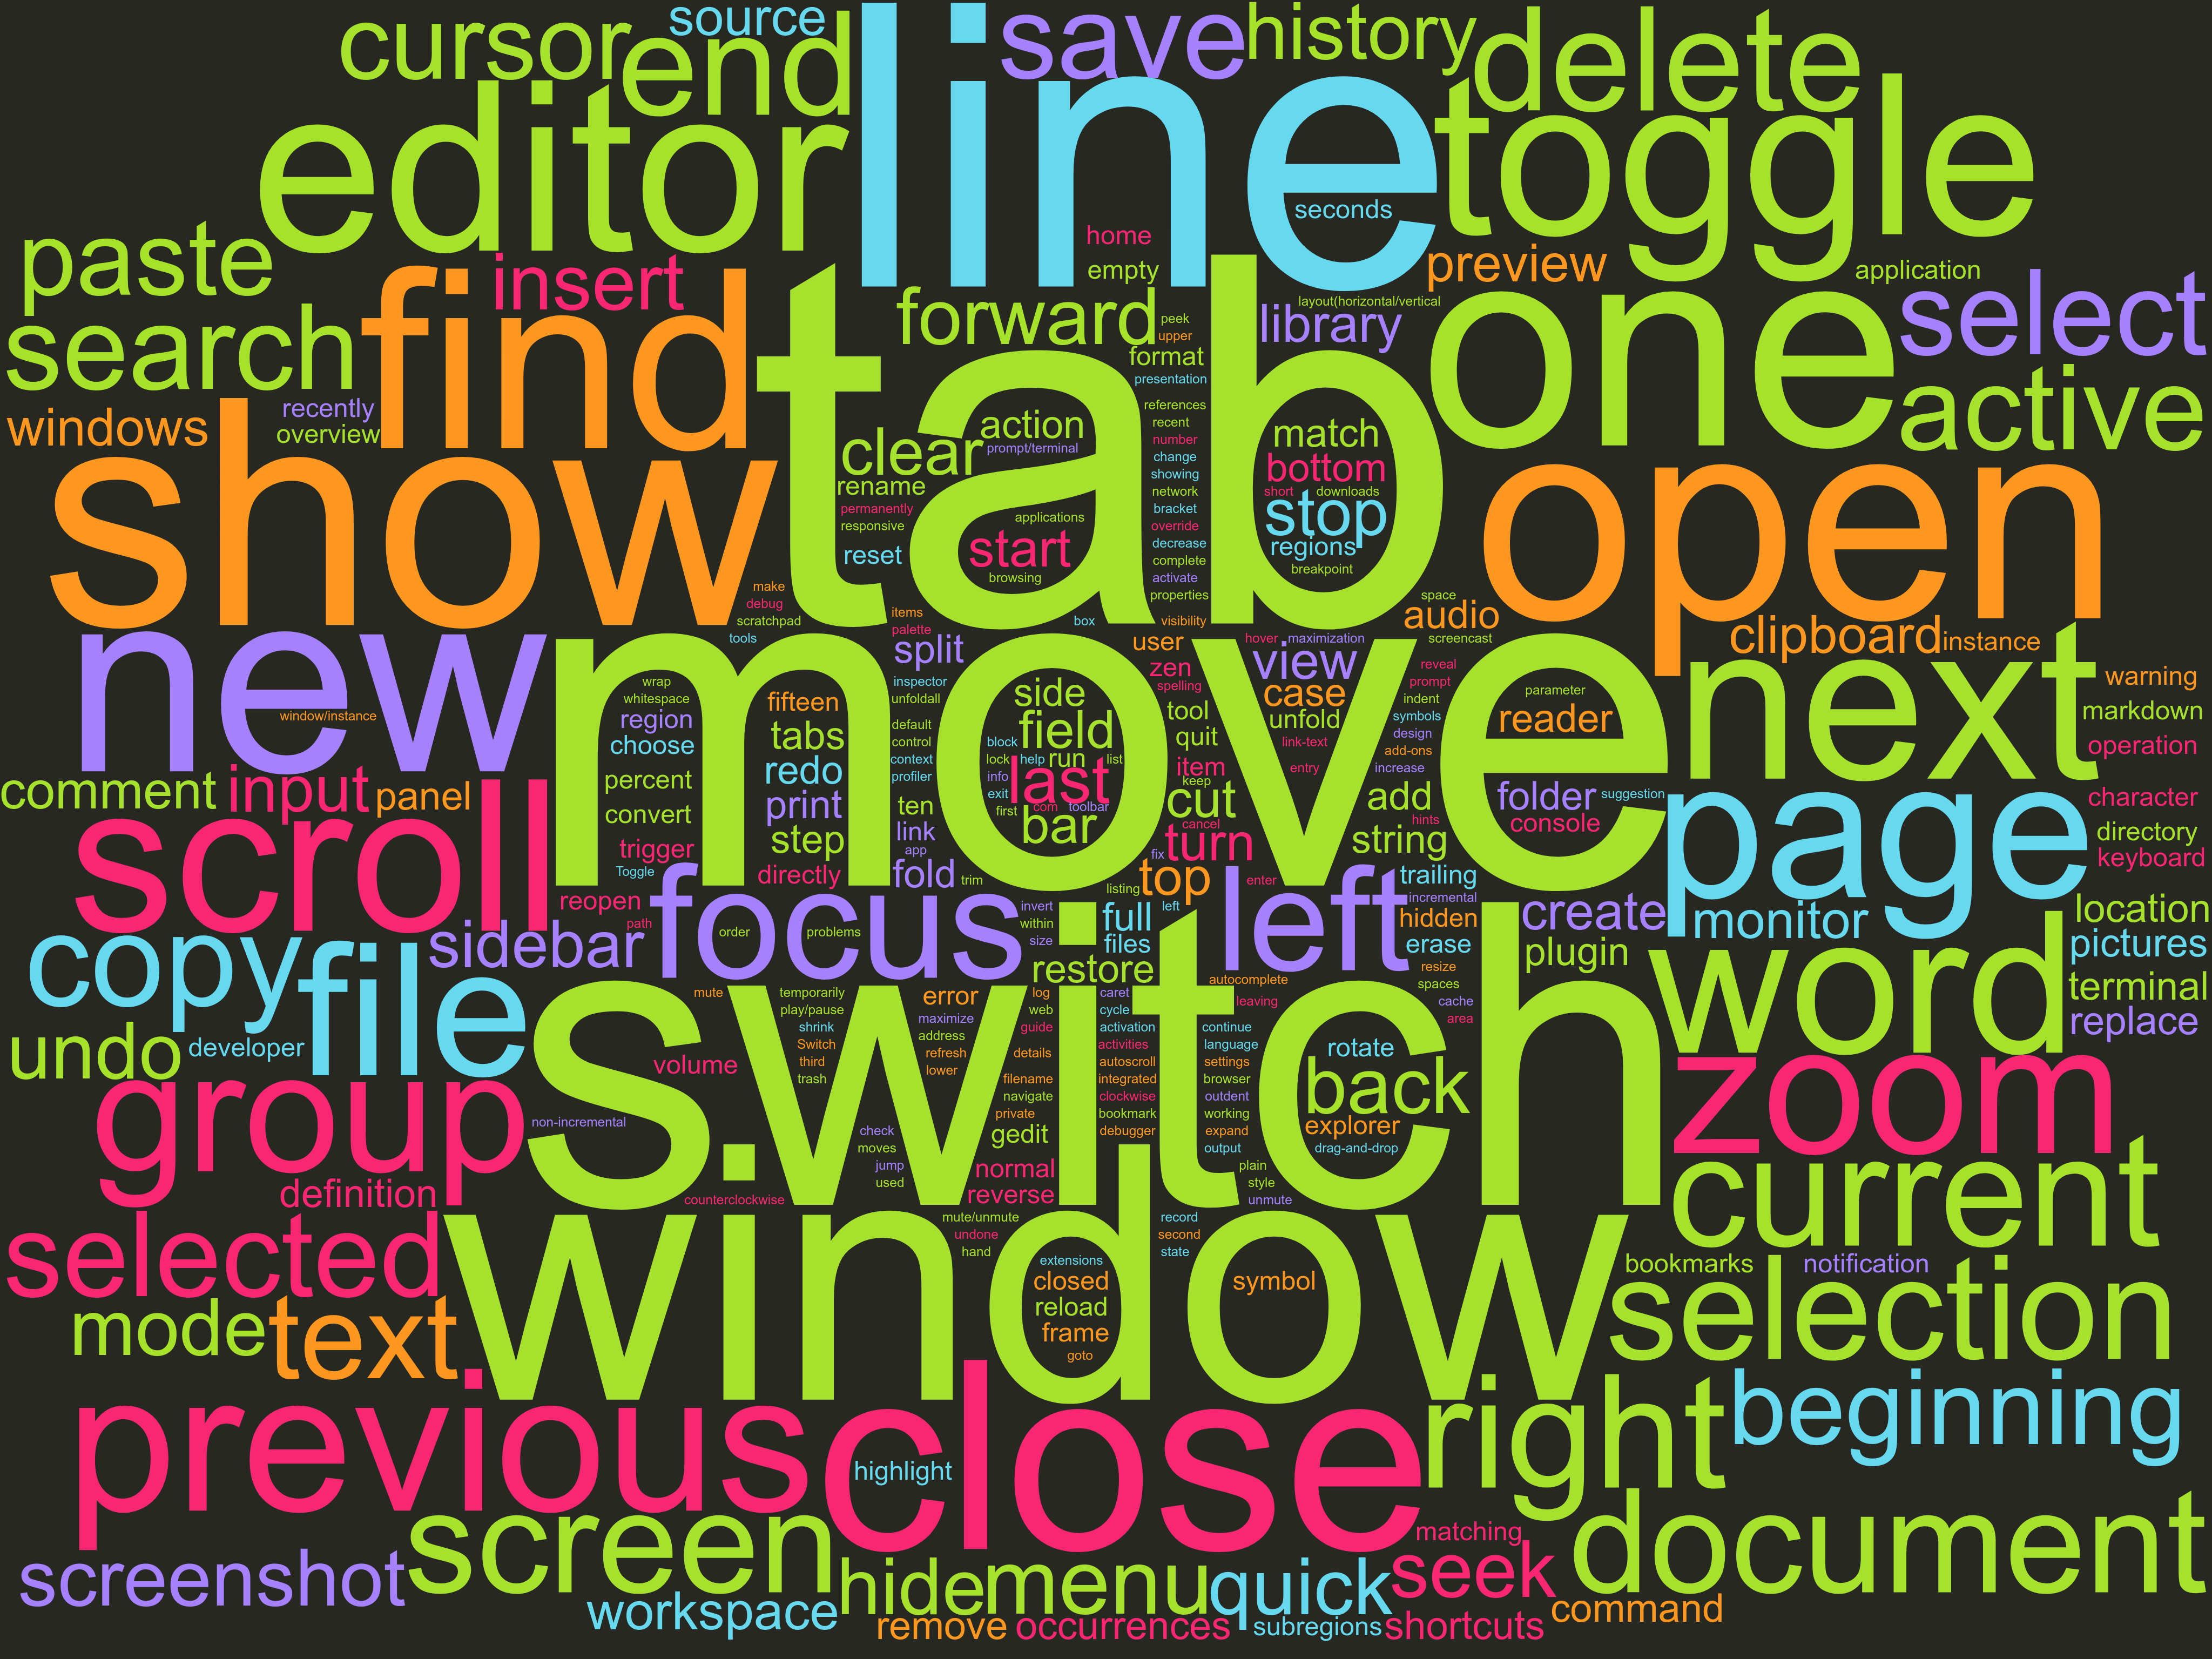 source
cursor
end
line
save
history
delete
editor
toggle
seconds
paste
home
empty
insert
preview
application
search
find
tab
forward
peek
upper
layout(horizontal/vertical
library
one
select
format
presentation
active
windows
recently
overview
show
clear
action
prompt/terminal
references
recent
number
change
showing
network
bracket
override
decrease
complete
activate
properties
match
bottom
short
downloads
stop
regions
breakpoint
open
rename
permanently
responsive
reset
applications
start
browsing
make
debug
scratchpad
tools
items
palette
box
visibility
space
audio
screencast
clipboard
instance
new
window/instance
move
split
user
zen
spelling
hover
maximization
view
case
unfold
link-text
entry
reveal
prompt
indent
symbols
design
add-ons
increase
parameter
reader
next
warning
markdown
operation
wrap
whitespace
region
choose
percent
convert
trigger
Toggle
fifteen
tabs
redo
print
step
directly
inspector
unfoldall
default
control
context
profiler
ten
link
app
fold
trim
side
field
block
lock
help
run
list
info
last
exit
com
toolbar
first
bar
tool
quit
item
keep
cut
cancel
turn
fix
top
listing
enter
left
add
hints
string
trailing
incremental
hidden
erase
folder
suggestion
console
comment
input
panel
scroll
page
character
directory
keyboard
reopen
path
focus
order
problems
invert
within
size
full
files
restore
left
create
monitor
plugin
location
pictures
copy
file
sidebar
switch
word
terminal
replace
undo
developer
mute
temporarily
play/pause
shrink
Switch
third
trash
volume
error
maximize
address
refresh
lower
log
web
guide
details
filename
navigate
private
gedit
caret
cycle
activation
activities
autoscroll
integrated
clockwise
bookmark
debugger
autocomplete
leaving
continue
language
settings
browser
outdent
working
expand
output
resize
spaces
cache
area
rotate
back
explorer
drag-and-drop
zoom
group
non-incremental
check
moves
jump
used
normal
reverse
plain
style
unmute
counterclockwise
definition
current
selected
window
mute/unmute
undone
hand
record
second
state
extensions
closed
reload
frame
goto
symbol
bookmarks
notification
selection
mode
text
previous
close
highlight
right
beginning
screen
matching
document
screenshot
hide
menu
quick
seek
workspace
remove
occurrences
subregions
shortcuts
command